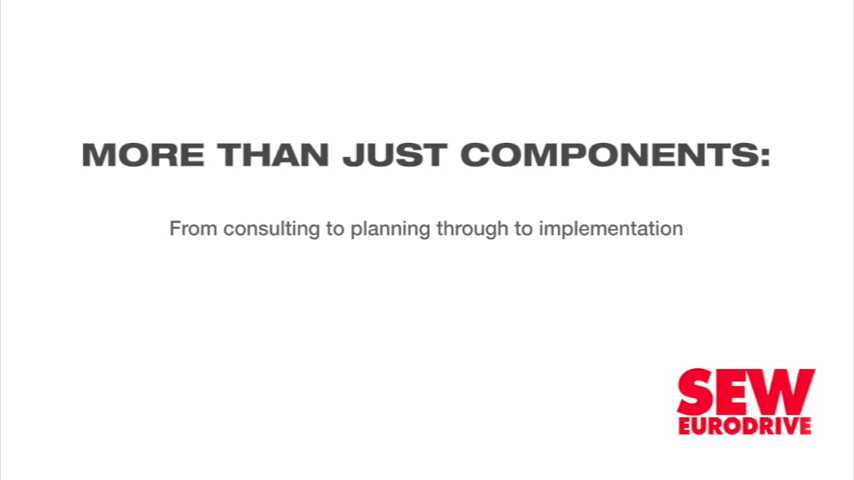 MORE THAN JUST COMPONENTS:
From consulting to planning through to implementation
SEW
EURODRIVE